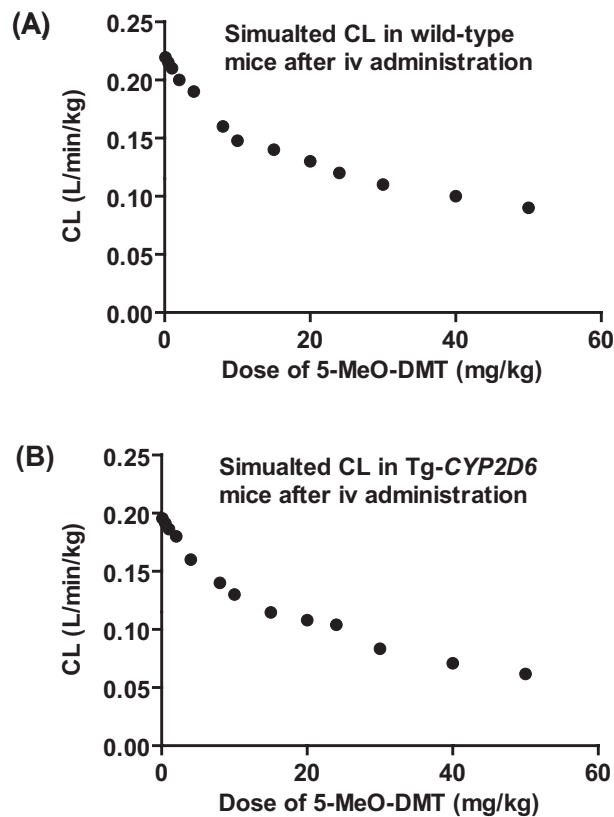 (A)
Simualted CL in wild-type
mice after iv administration
CL (L/min/kg)
0.25
0.20
0.15
0.10
0.05
0.00
0 20 40 60
Dose of 5-MeO-DMT (mg/kg)
(B)
Simualted CL in Tg-CYP2D6
mice after iv administration
CL (L/min/kg)
0.25
0.20
0.15
0.10
0.05
0.00
0 20 40 60
Dose of 5-MeO-DMT (mg/kg)